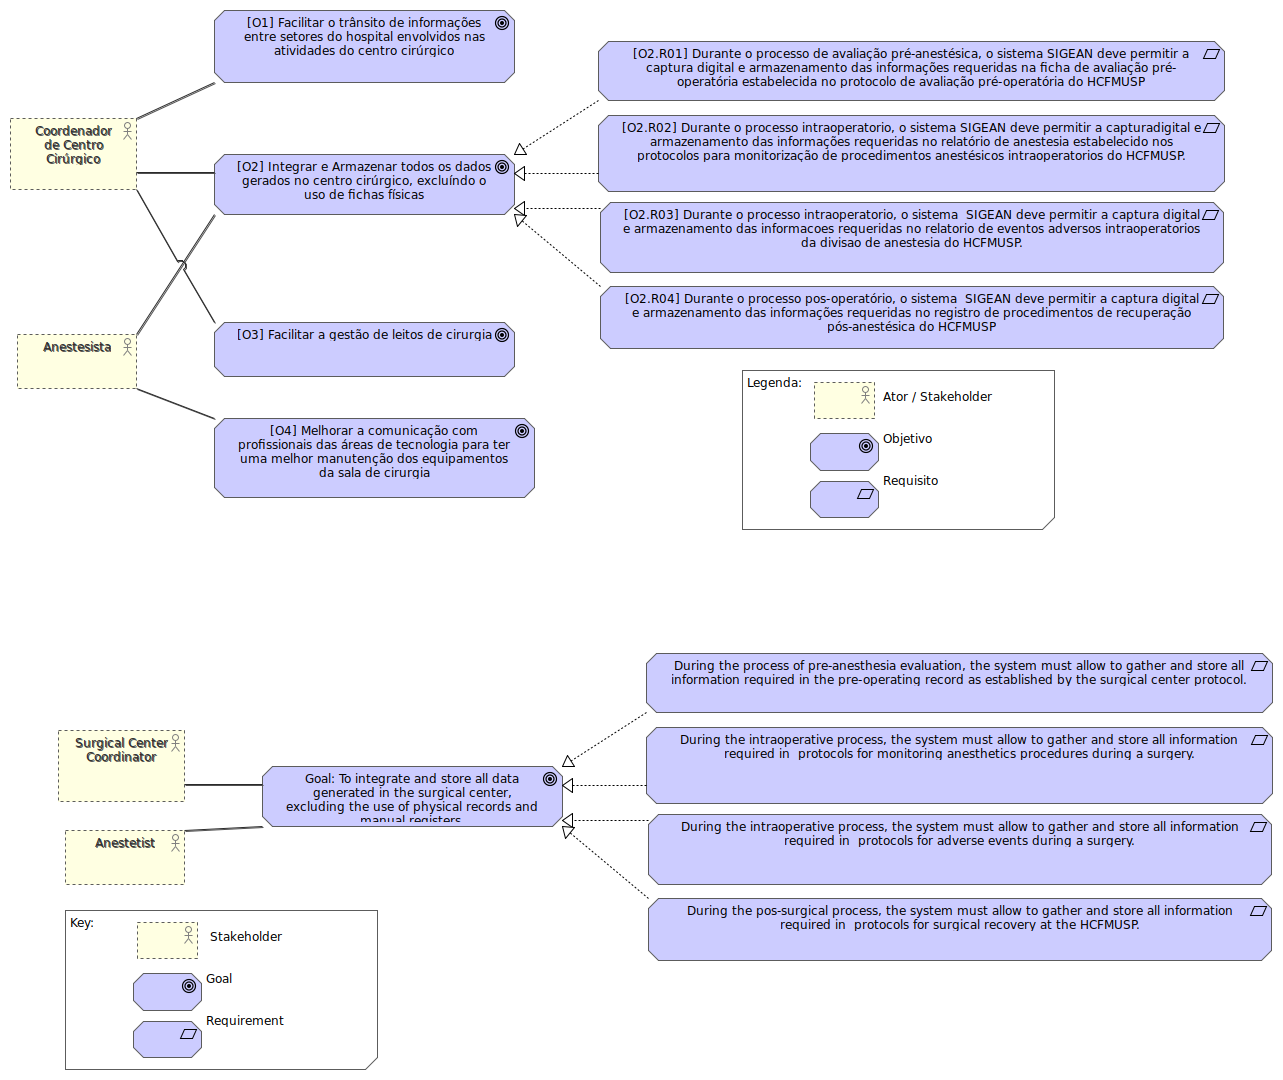 [O1] Facilitar o trânsito de informações
entre setores do hospital envolvidos nas
atividades do centro cirúrgico
Coordenador
de Centro
Cirúrgico
[O2] Integrar e Armazenar todos os dados
gerados no centro cirúrgico, excluíndo o
uso de fichas físicas
Anestesista
[O3] Facilitar a gestão de leitos de cirurgia
[O4] Melhorar a comunicação com
profissionais das áreas de tecnologia para ter
uma melhor manutenção dos equipamentos
da sala de cirurgia
[O2.R01] Durante o processo de avaliação pré-anestésica, o sistema SIGEAN deve permitir a
captura digital e armazenamento das informações requeridas na ficha de avaliação pré-
operatória estabelecida no protocolo de avaliação pré-operatória do HCFMUSP
[O2.R02] Durante o processo intraoperatorio, o sistema SIGEAN deve permitir a capturadigital e
armazenamento das informações requeridas no relatório de anestesia estabelecido nos
protocolos para monitorização de procedimentos anestésicos intraoperatorios do HCFMUSP.
[O2.R03] Durante o processo intraoperatorio, o sistema  SIGEAN deve permitir a captura digital
e armazenamento das informacoes requeridas no relatorio de eventos adversos intraoperatorios
da divisao de anestesia do HCFMUSP.
[O2.R04] Durante o processo pos-operatório, o sistema  SIGEAN deve permitir a captura digital
e armazenamento das informações requeridas no registro de procedimentos de recuperação
pós-anestésica do HCFMUSP
Legenda:
Ator / Stakeholder
Objetivo
Requisito
Surgical Center
Coordinator
Anestetist
Goal: To integrate and store all data
generated in the surgical center,
excluding the use of physical records and
manual registers
During the process of pre-anesthesia evaluation, the system must allow to gather and store all
information required in the pre-operating record as established by the surgical center protocol.
During the intraoperative process, the system must allow to gather and store all information
required in  protocols for monitoring anesthetics procedures during a surgery.
During the intraoperative process, the system must allow to gather and store all information
required in  protocols for adverse events during a surgery.
During the pos-surgical process, the system must allow to gather and store all information
required in  protocols for surgical recovery at the HCFMUSP.
Key:
Stakeholder
Goal
Requirement